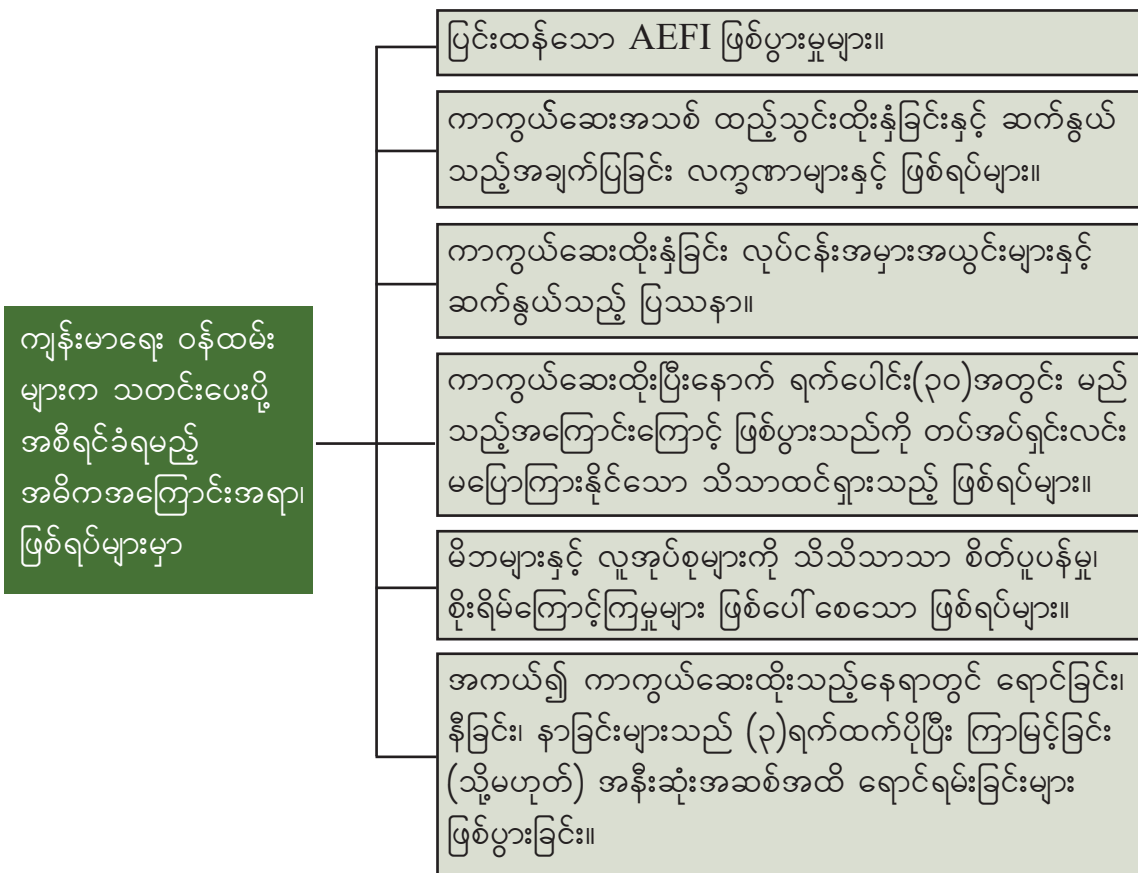 ကျန်းမာရေး ဝန်ထမ်း
များက သတင်းပေးပို့
အစီရင်ခံရမည့်
အဓိကအကြောင်းအရာ၊
ဖြစ်ရပ်များမှာ
ပြင်းထန်သော AEFI ဖြစ်ပွားမှုများ။
ကာကွယ်ဆေးအသစ် ထည့်သွင်းထိုးနှံခြင်းနှင့် ဆက်နွယ်
သည့်အချက်ပြခြင်း လက္ခဏာများနှင့် ဖြစ်ရပ်များ။
ကာကွယ်ဆေးထိုးနှံခြင်း လုပ်ငန်းအမှားအယွင်းများနှင့်
ဆက်နွယ်သည့် ပြဿနာ။
ကာကွယ်ဆေးထိုးပြီးနောက် ရက်ပေါင်း(၃၀)အတွင်း မည်
သည့်အကြောင်းကြောင့် ဖြစ်ပွားသည်ကို တပ်အပ်ရှင်းလင်း
မပြောကြားနိုင်သော သိသာထင်ရှားသည့် ဖြစ်ရပ်များ။
မိဘများနှင့် လူအုပ်စုများကို သိသိသာသာ စိတ်ပူပန်မှု၊
စိုးရိမ်ကြောင့်ကြမှုများ ဖြစ်ပေါ်စေသော ဖြစ်ရပ်များ။
အကယ်၍ ကာကွယ်ဆေးထိုးသည့်နေရာတွင် ရောင်ခြင်း၊
နီခြင်း၊ နာခြင်းများသည် (၃)ရက်ထက်ပိုပြီး ကြာမြင့်ခြင်း
(သို့မဟုတ်) အနီးဆုံးအဆစ်အထိ ရောင်ရမ်းခြင်းများ
ဖြစ်ပွားခြင်း။